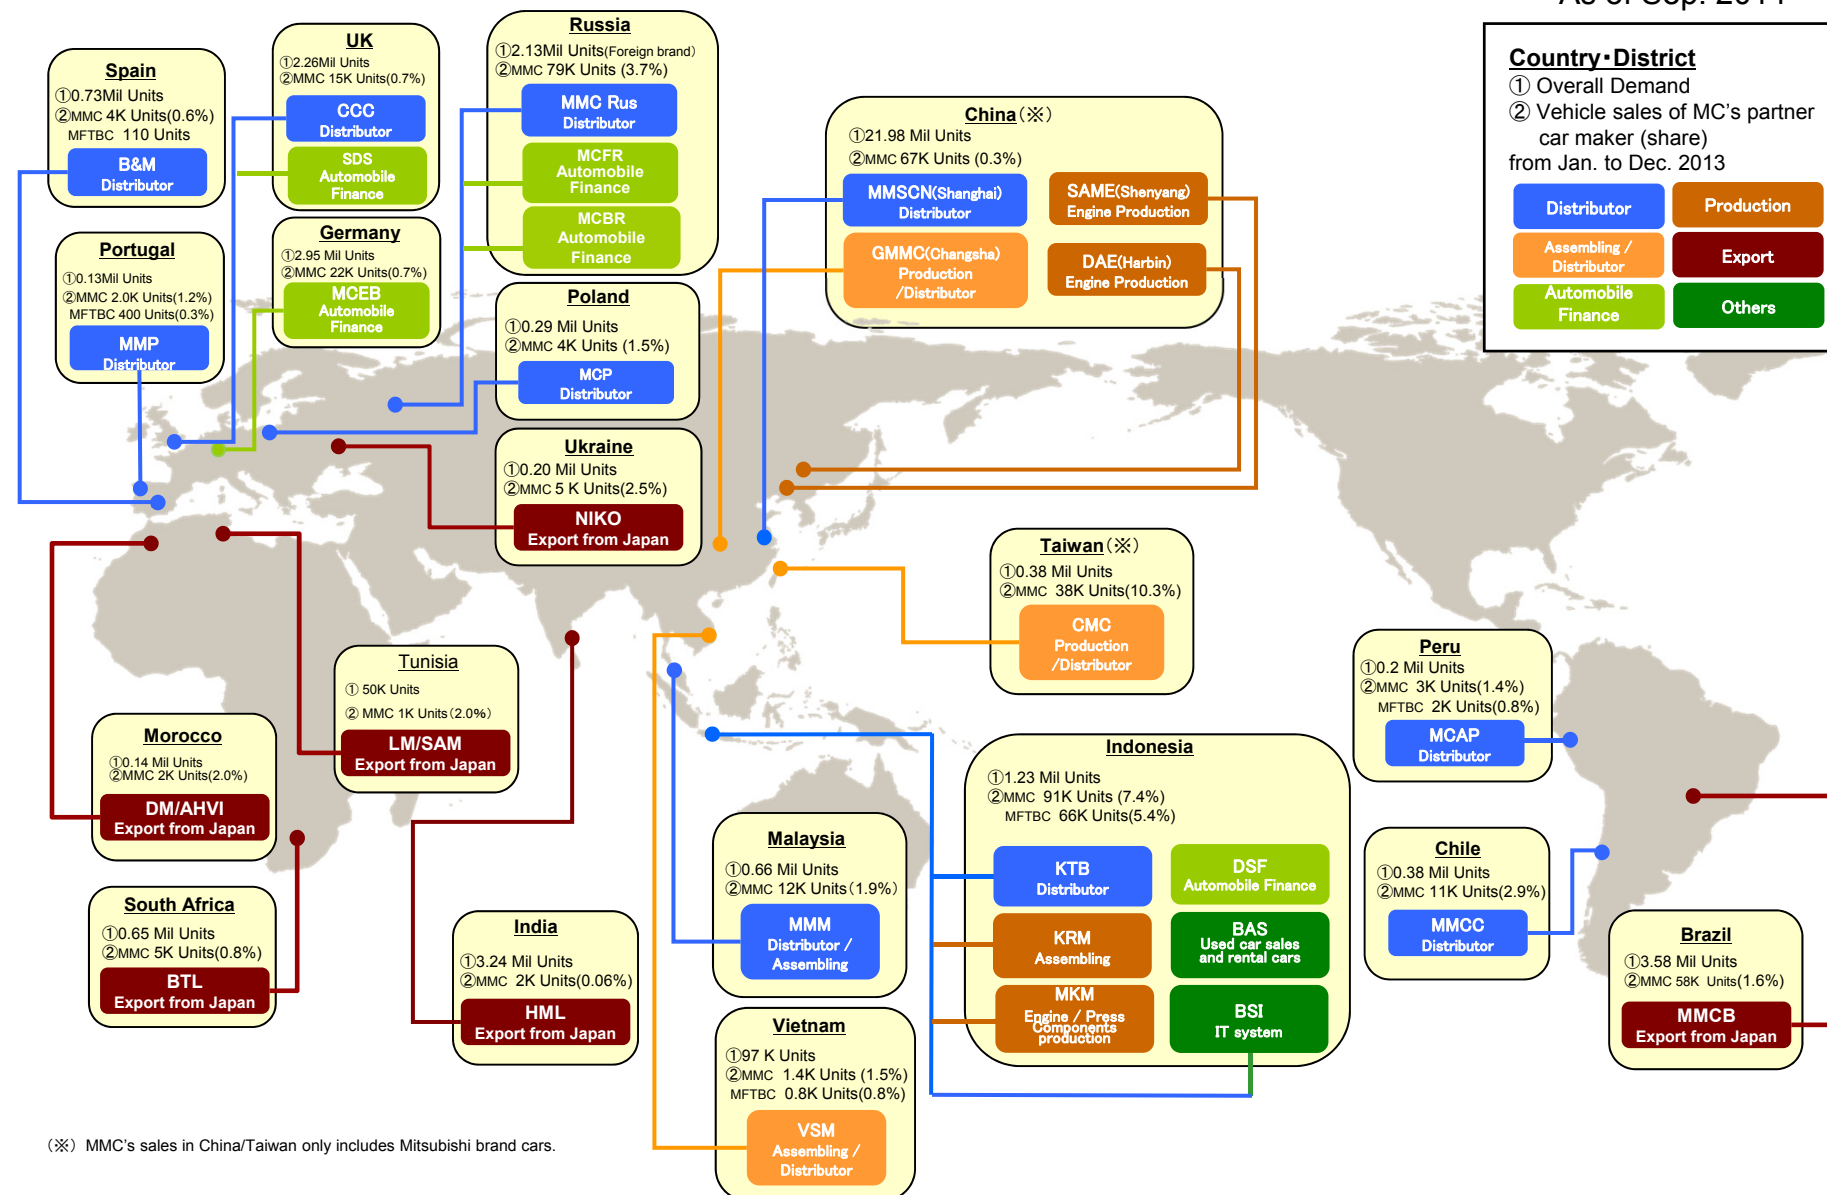 As of Sep. 2014
Country・District
① Overall Demand
② Vehicle sales of MC's partner
car maker (share)
from Jan. to Dec. 2013
Distributor
Production
Assembling /
Distributor
Export
Automobile
Finance
Others
Spain
①0.73Mil Units
②MMC 4K Units(0.6%)
MFTBC 110 Units
B&M
Distributor
UK
①2.26Mil Units
②MMC 15K Units(0.7%)
CCC
Distributor
SDS
Automobile
Finance
Russia
①2.13Mil Units(Foreign brand)
②MMC 79K Units (3.7%)
MMC Rus
Distributor
MCFR
Automobile
Finance
MCBR
Automobile
Finance
China(※)
①21.98 Mil Units
②MMC 67K Units (0.3%)
MMSCN(Shanghai)
Distributor
SAME(Shenyang)
Engine Production
GMMC(Changsha)
Production
/Distributor
DAE(Harbin)
Engine Production
Portugal
①0.13Mil Units
②MMC 2.0K Units(1.2%)
MFTBC 400 Units(0.3%)
MMP
Distributor
Germany
①2.95 Mil Units
②MMC 22K Units(0.7%)
MCEB
Automobile
Finance
Poland
①0.29 Mil Units
②MMC 4K Units (1.5%)
MCP
Distributor
Ukraine
①0.20 Mil Units
②MMC 5 K Units(2.5%)
NIKO
Export from Japan
Taiwan(※)
①0.38 Mil Units
②MMC 38K Units(10.3%)
CMC
Production
/Distributor
Tunisia
① 50K Units
② MMC 1K Units(2.0%)
LM/SAM
Export from Japan
Morocco
①0.14 Mil Units
②MMC 2K Units(2.0%)
DM/AHVI
Export from Japan
South Africa
①0.65 Mil Units
②MMC 5K Units(0.8%)
BTL
Export from Japan
India
①3.24 Mil Units
②MMC 2K Units(0.06%)
HML
Export from Japan
Malaysia
①0.66 Mil Units
②MMC 12K Units(1.9%)
MMM
Distributor /
Assembling
Vietnam
①97 K Units
②MMC 1.4K Units (1.5%)
MFTBC 0.8K Units(0.8%)
VSM
Assembling /
Distributor
Indonesia
①1.23 Mil Units
②MMC 91K Units (7.4%)
MFTBC 66K Units(5.4%)
KTB
Distributor
DSF
Automobile Finance
KRM
Assembling
BAS
Used car sales
and rental cars
MKM
Engine / Press
Components
production
BSI
IT system
Peru
①0.2 Mil Units
②MMC 3K Units(1.4%)
MFTBC 2K Units(0.8%)
MCAP
Distributor
Chile
①0.38 Mil Units
②MMC 11K Units(2.9%)
MMCC
Distributor
Brazil
①3.58 Mil Units
②MMC 58K Units(1.6%)
MMCB
Export from Japan
(※) MMC's sales in China/Taiwan only includes Mitsubishi brand cars.